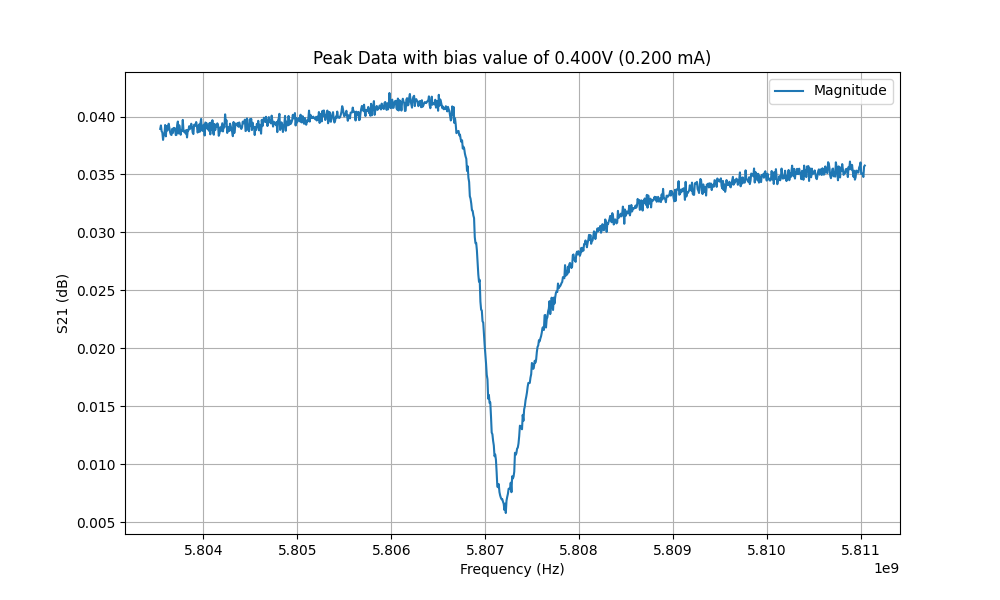 Peak Data with bias value of 0.400V (0.200 mA)
Magnitude
0.040
0.035
0.030
0.025
0.020
0.015
0.010
0.005
S21 (dB)
5.804 5.805 5.806 5.807 5.808 5.809 5.810 5.811
1e9
Frequency (Hz)